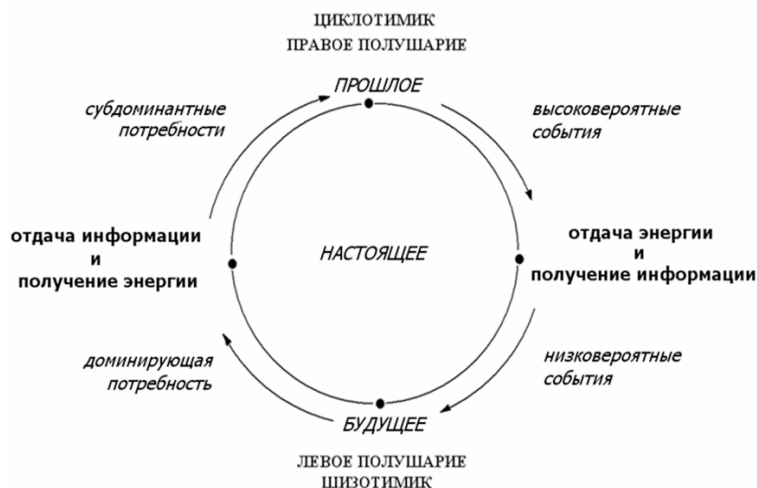 ЦИКЛОТИМИК
ПРАВОЕ ПОЛУШАРИЕ
ПРОШЛОЕ
субдоминантные
потребности
высоковероятные
события
отдача информации
и
получение энергии
НАСТОЯЩЕЕ
отдача энергии
и
получение информации
доминирующая
потребность
низковероятные
события
БУДУЩЕЕ
ЛЕВОЕ ПОЛУШАРИЕ
ШИЗОТИМИК